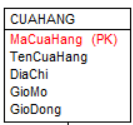 CUAHANG
MaCuaHang (PK)
TenCuaHang
DiaChi
GioMo
GioDong